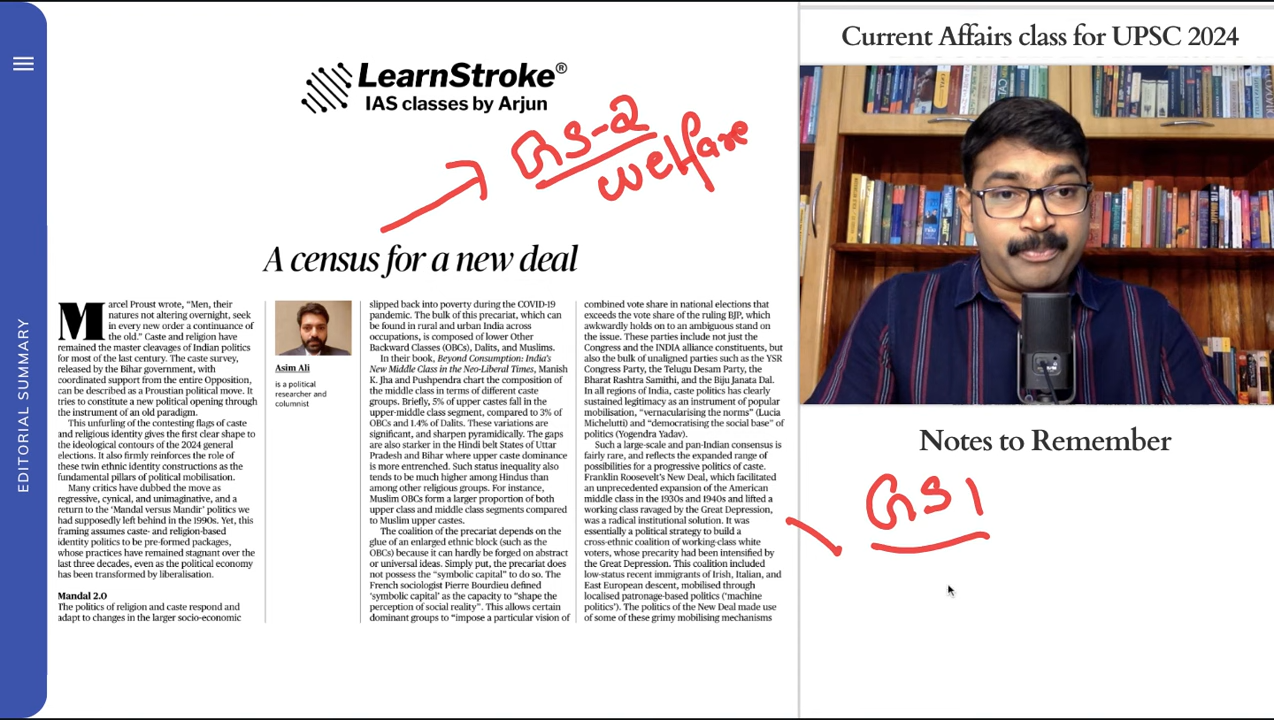 Current Affairs class for UPSC 2024
LearnStroke®
IAS classes by Arjun
GS-2
welfare
EDITORIAL SUMMARY
A census for a new deal
Marcel Proust wrote, “Men, their
natures not altering overnight, seek
in every new order a continuance of
the old.” Caste and religion have
remained the master cleavages of Indian politics
for most of the last century. The caste survey,
released by the Bihar government, with
coordinated support from the entire Opposition,
can be described as a Proustian political move. It
tries to constitute a new political opening through
the instrument of an old paradigm.
This unfurling of the contesting flags of caste
and religious identity gives the first clear shape to
the ideological contours of the 2024 general
elections. It also firmly reinforces the role of
these twin ethnic identity constructions as the
fundamental pillars of political mobilisation.
Many critics have dubbed the move as
regressive, cynical, and unimaginative, and a
return to the ‘Mandal versus Mandir’ politics we
had supposedly left behind in the 1990s. Yet, this
framing assumes caste- and religion-based
identity politics to be pre-formed packages,
whose practices have remained stagnant over the
last three decades, even as the political economy
has been transformed by liberalisation.
Mandal 2.0
The politics of religion and caste respond and
adapt to changes in the larger socio-economic
Asim Ali
is a political
researcher and
columnist
slipped back into poverty during the COVID-19
pandemic. The bulk of this precariat, which can
be found in rural and urban India across
occupations, is composed of lower Other
Backward Classes (OBCs), Dalits, and Muslims.
In their book, Beyond Consumption: India's
New Middle Class in the Neo-Liberal Times, Manish
K. Jha and Pushpendra chart the composition of
the middle class in terms of different caste
groups. Briefly, 5% of upper castes fall in the
upper-middle class segment, compared to 3% of
OBCs and 1.4% of Dalits. These variations are
significant, and sharpen pyramidically. The gaps
are also starker in the Hindi belt States of Uttar
Pradesh and Bihar where upper caste dominance
is more entrenched. Such status inequality also
tends to be much higher among Hindus than
among other religious groups. For instance,
Muslim OBCs form a larger proportion of both
upper class and middle class segments compared
to Muslim upper castes.
The coalition of the precariat depends on the
glue of an enlarged ethnic block (such as the
OBCs) because it can hardly be forged on abstract
or universal ideas. Simply put, the precariat does
not possess the “symbolic capital” to do so. The
French sociologist Pierre Bourdieu defined
‘symbolic capital’ as the capacity to “shape the
perception of social reality”. This allows certain
dominant groups to “impose a particular vision of
combined vote share in national elections that
exceeds the vote share of the ruling BJP, which
awkwardly holds on to an ambiguous stand on
the issue. These parties include not just the
Congress and the INDIA alliance constituents, but
also the bulk of unaligned parties such as the YSR
Congress Party, the Telugu Desam Party, the
Bharat Rashtra Samithi, and the Biju Janata Dal.
In all regions of India, caste politics has clearly
sustained legitimacy as an instrument of popular
mobilisation, “vernacularising the norms” (Lucia
Michelutti) and “democratising the social base” of
politics (Yogendra Yadav).
Such a large-scale and pan-Indian consensus is
fairly rare, and reflects the expanded range of
possibilities for a progressive politics of caste.
Franklin Roosevelt's New Deal, which facilitated
an unprecedented expansion of the American
middle class in the 1930s and 1940s and lifted a
working class ravaged by the Great Depression,
was a radical institutional solution. It was
essentially a political strategy to build a
cross-ethnic coalition of working-class white
voters, whose precarity had been intensified by
the Great Depression. This coalition included
low-status recent immigrants of Irish, Italian, and
East European descent, mobilised through
localised patronage-based politics (‘machine
politics’). The politics of the New Deal made use
of some of these grimy mobilising mechanisms
Notes to Remember
GS1